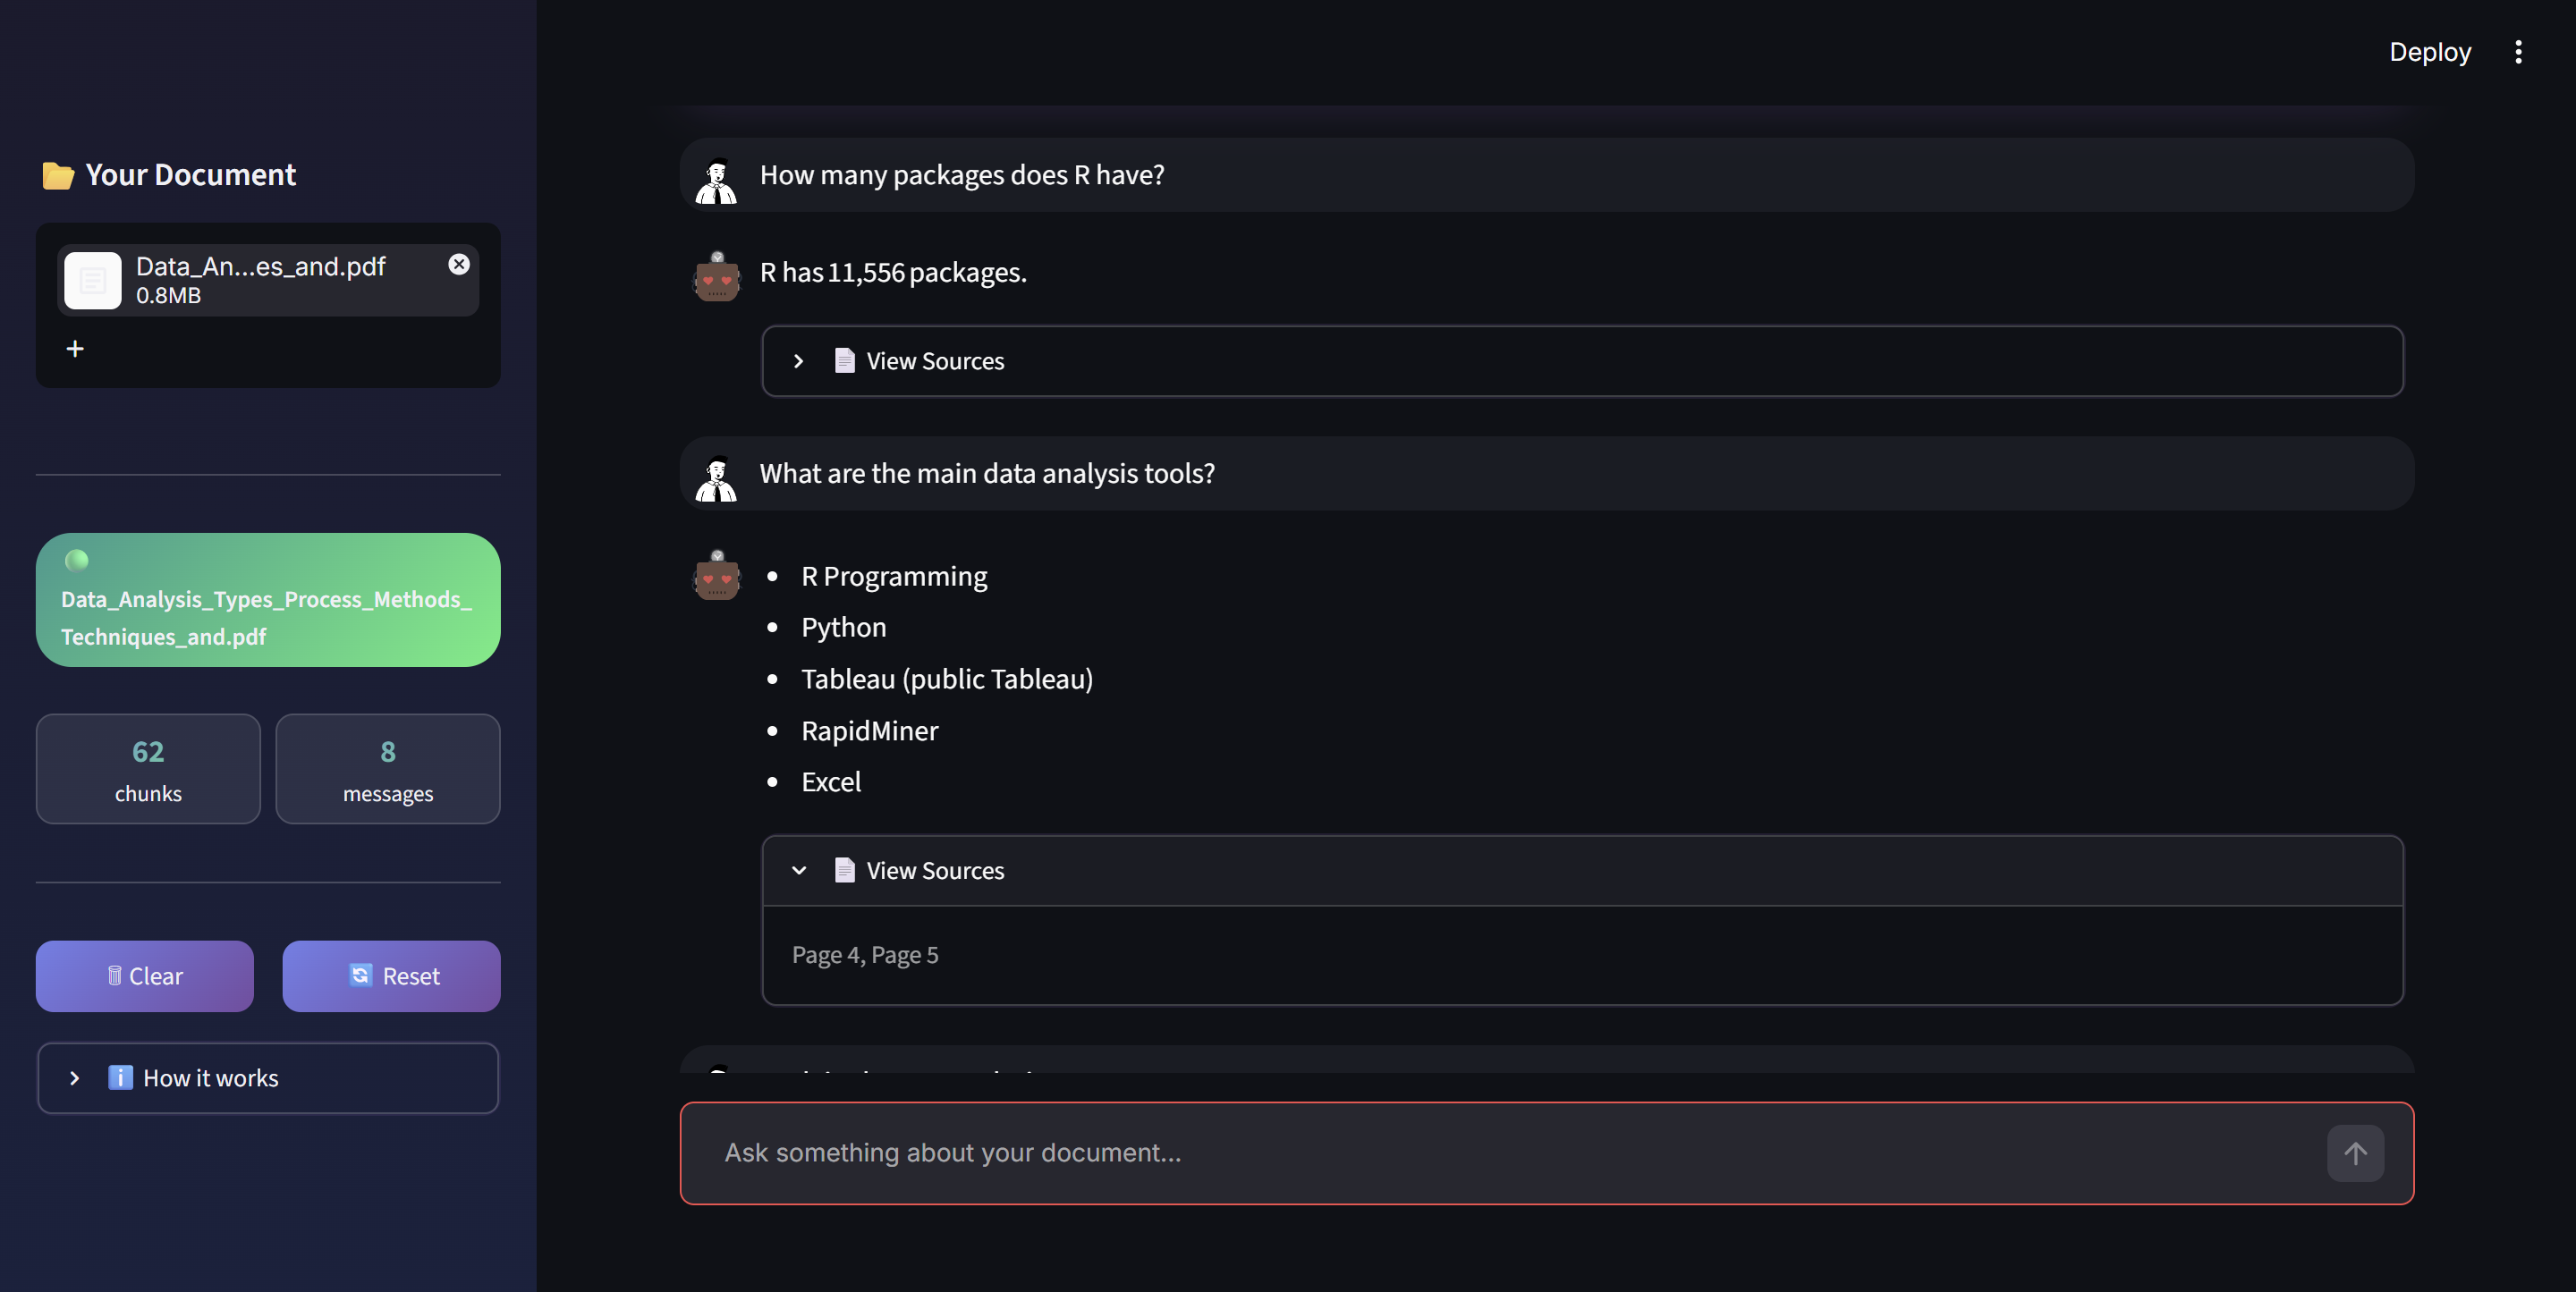 Deploy
Your Document
Data_An...es_and.pdf
0.8MB
Data_Analysis_Types_Process_Methods_
Techniques_and.pdf
62
chunks
8
messages
Clear
Reset
How it works
How many packages does R have?
R has 11,556 packages.
View Sources
What are the main data analysis tools?
• R Programming
• Python
• Tableau (public Tableau)
• RapidMiner
• Excel
View Sources
Page 4, Page 5
Ask something about your document...